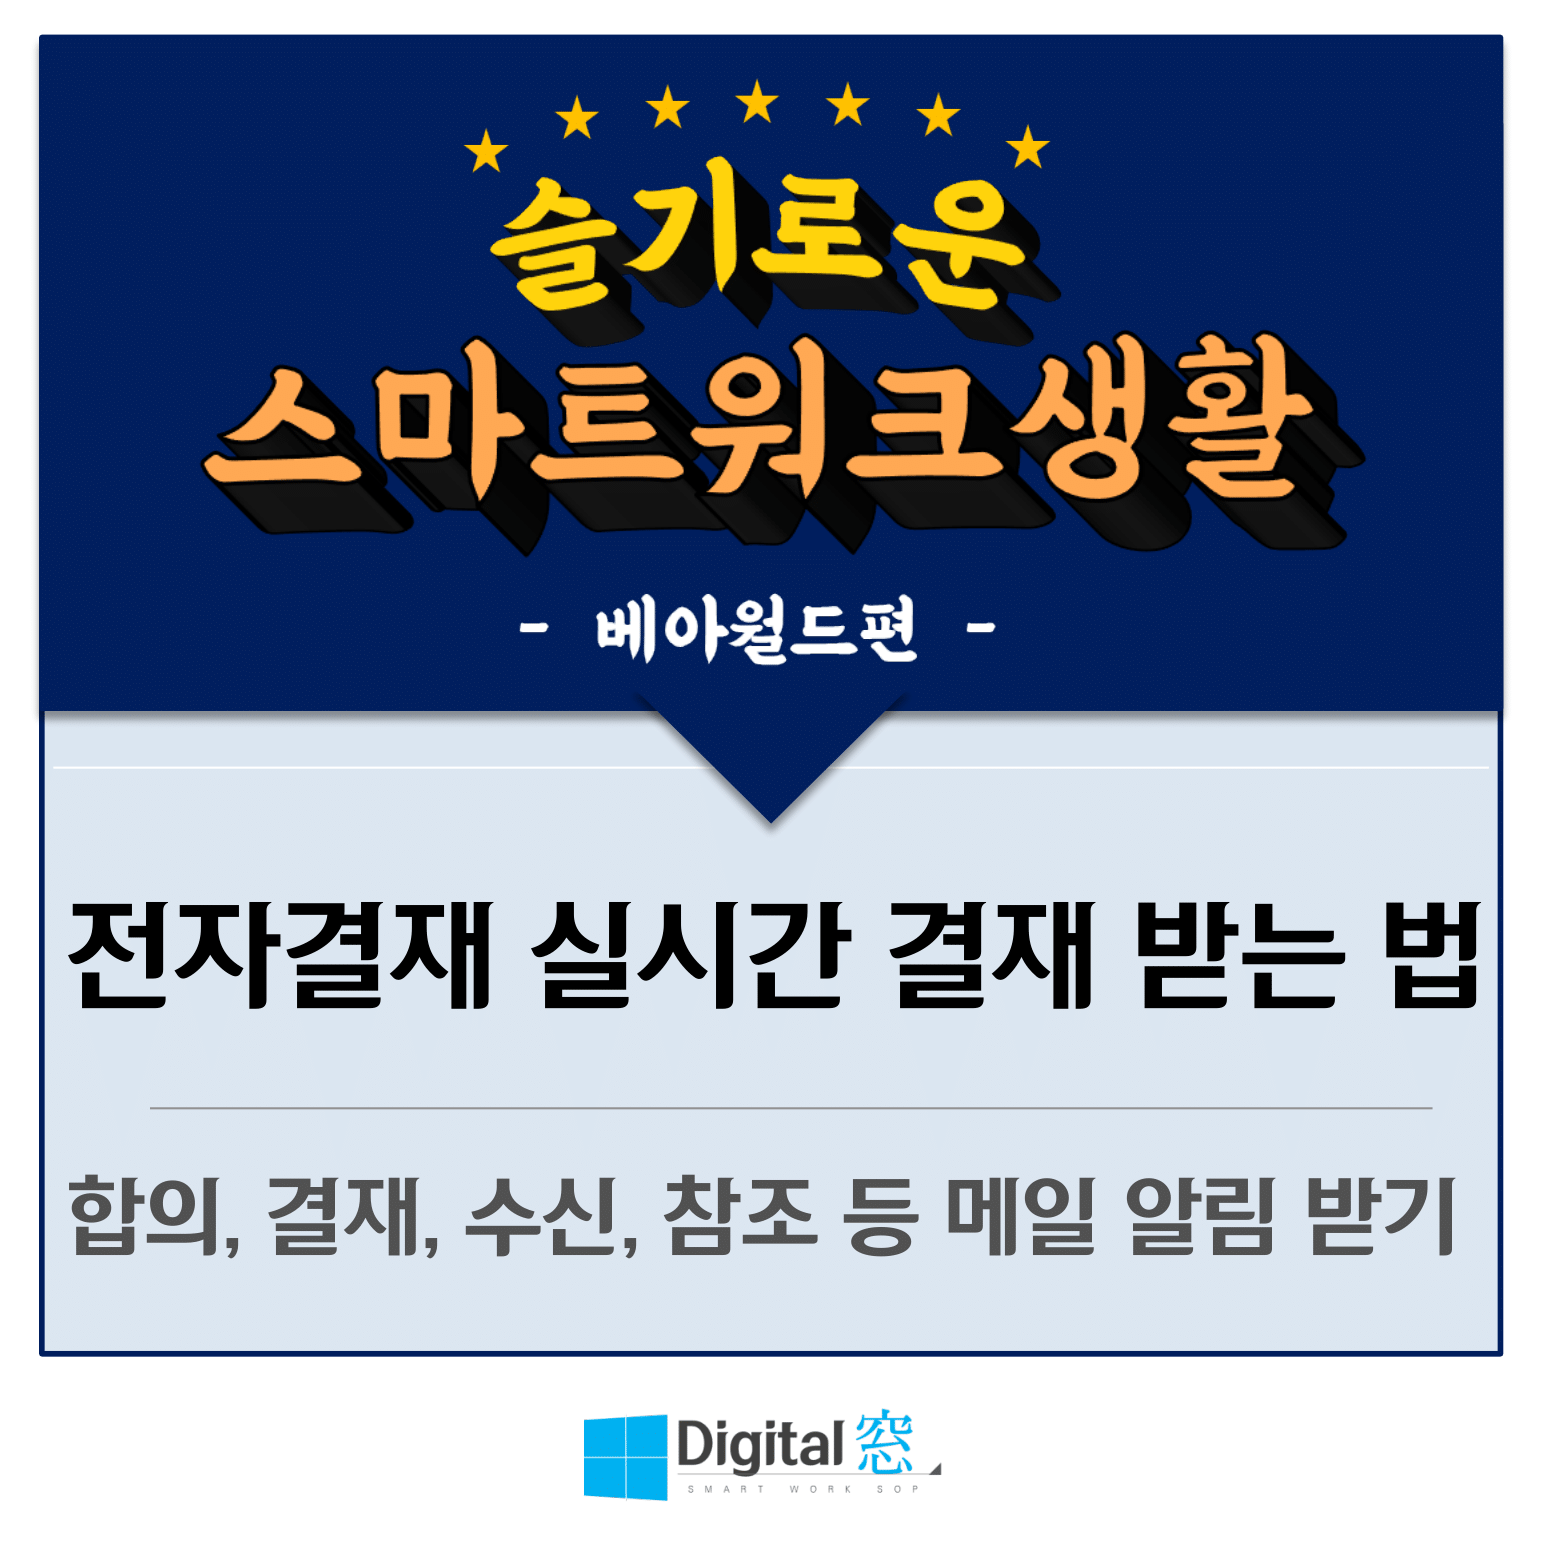 슬기로운
스마트워크생활
- 베아월드편 -
전자결재 실시간 결재 받는 법
합의, 결재, 수신, 참조 등 메일 알림 받기
Digital 窓
SMART WORK SOP